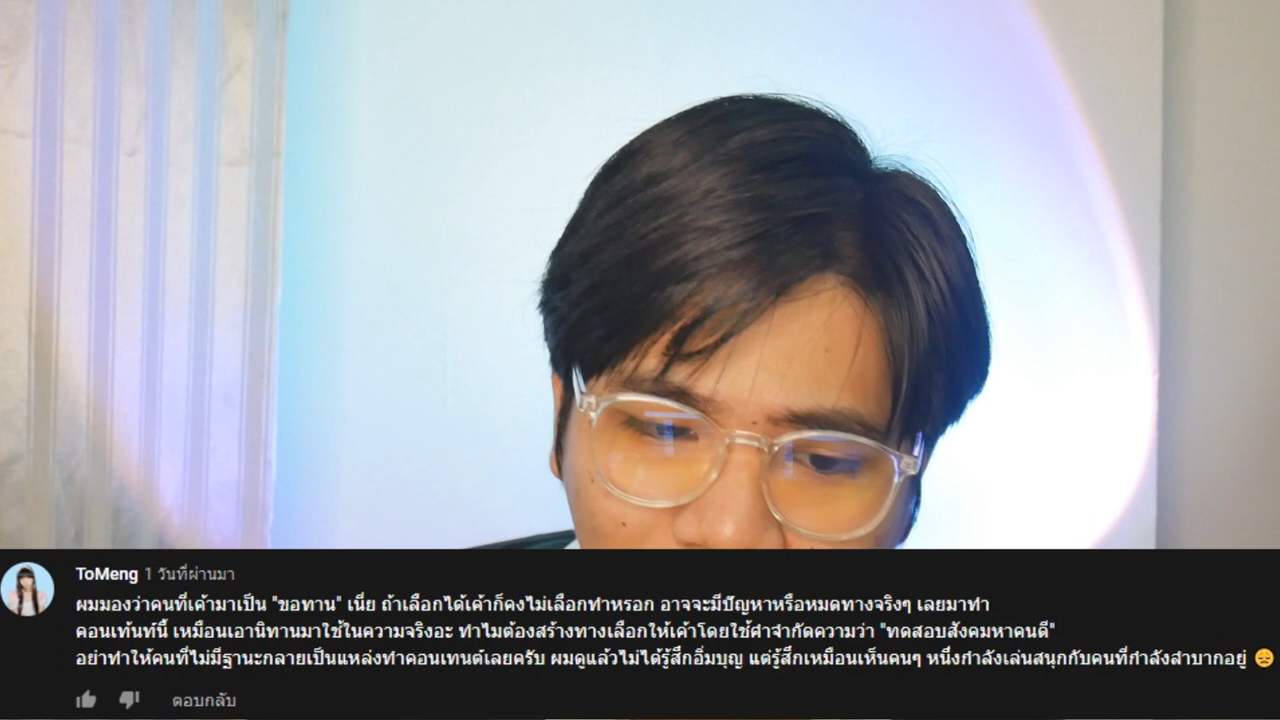 ToMeng 1 วันที่ผ่านมา
ผมมองว่าคนที่เค้ามาเป็น "ขอทาน" เนี่ย ถ้าเลือกได้เค้าก็คงไม่เลือกทำหรอก อาจจะมีปัญหาหรือหมดทางจริงๆ เลยมาทำ
คอนเท้นท์นี้ เหมือนเอานิทานมาใช้ในความจริงอะ ทำไมต้องสร้างทางเลือกให้เค้าโดยใช้คำจำกัดความว่า "ทดสอบสังคมหาคนดี"
อย่าทำให้คนที่ไม่มีฐานะกลายเป็นแหล่งทำคอนเทนต์เลยครับ ผมดูแล้วไม่ได้รู้สึกอิ่มบุญ แต่รู้สึกเหมือนเห็นคนๆ หนึ่งกำลังเล่นสนุกกับคนที่กำลังลำบากอยู่ 😔
ตอบกลับ